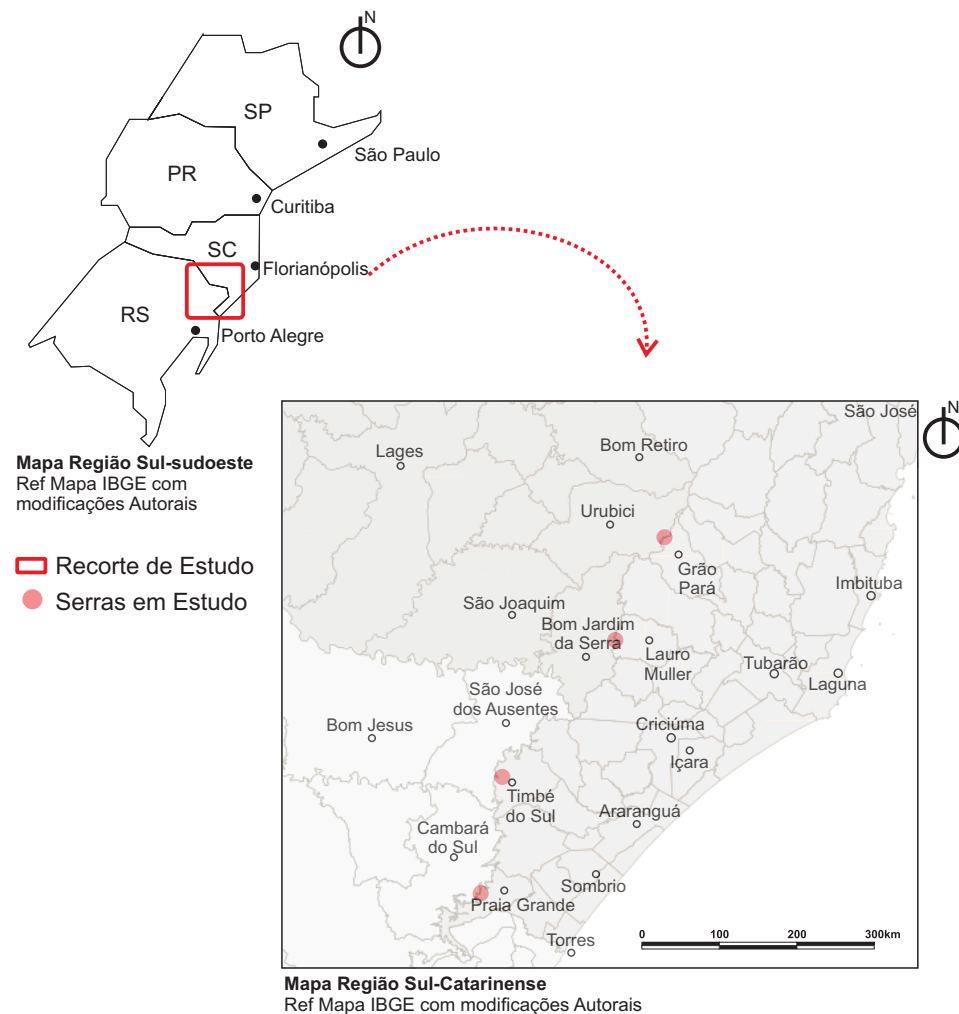 N
SP
São Paulo
PR
Curitiba
SC
Florianópolis
RS
Porto Alegre
Mapa Região Sul-sudoeste
Ref Mapa IBGE com
modificações Autorais
Recorte de Estudo
Serras em Estudo
N
São José
Lages
Bom Retiro
Urubici
Grão
Pará
Imbituba
São Joaquim
Bom Jardim
da Serra
Lauro
Muller
Tubarão
Laguna
São José
dos Ausentes
Bom Jesus
Criciúma
Içara
Timbé
do Sul
Araranguá
Cambará
do Sul
Sombrio
Praia Grande
Torres
0 100 200 300km
Mapa Região Sul-Catarinense
Ref Mapa IBGE com modificações Autorais